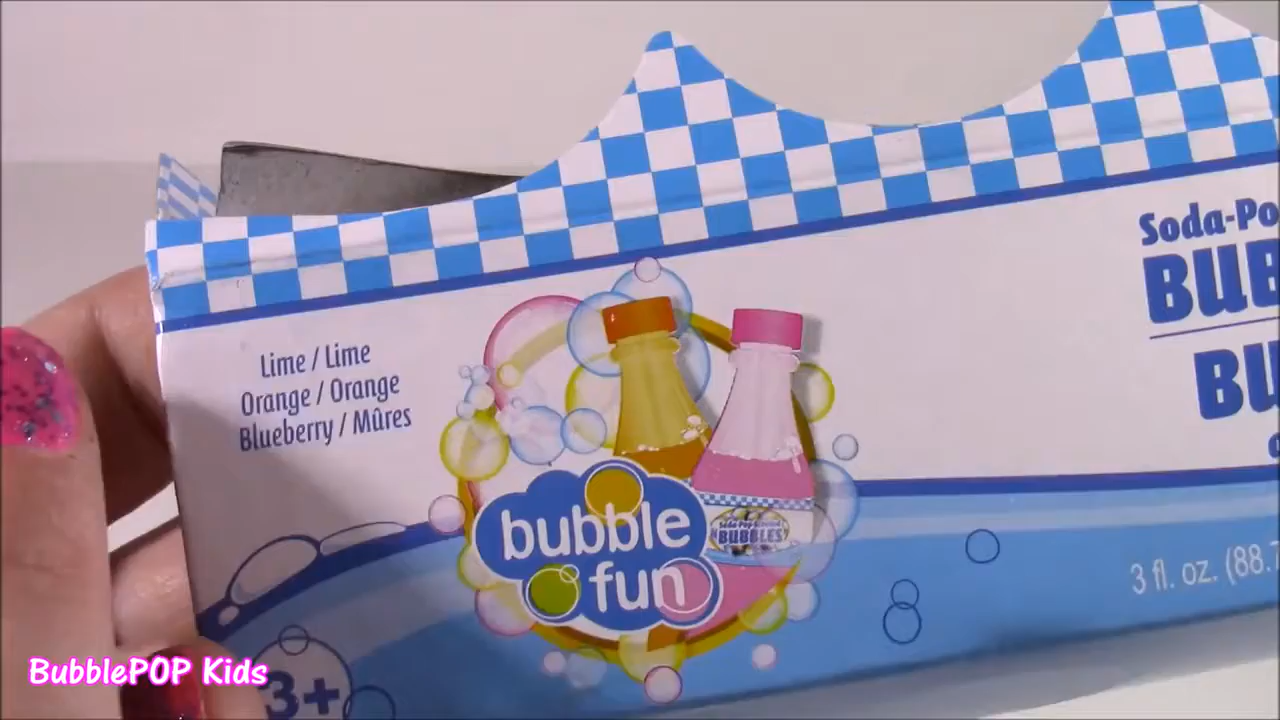 Soda-Po
BUB
BU
Lime / Lime
Orange / Orange
Blueberry / Mûres
bubble
fun
BUBBLES
3 fl. oz. (88.7
3+
BubblePOP Kids